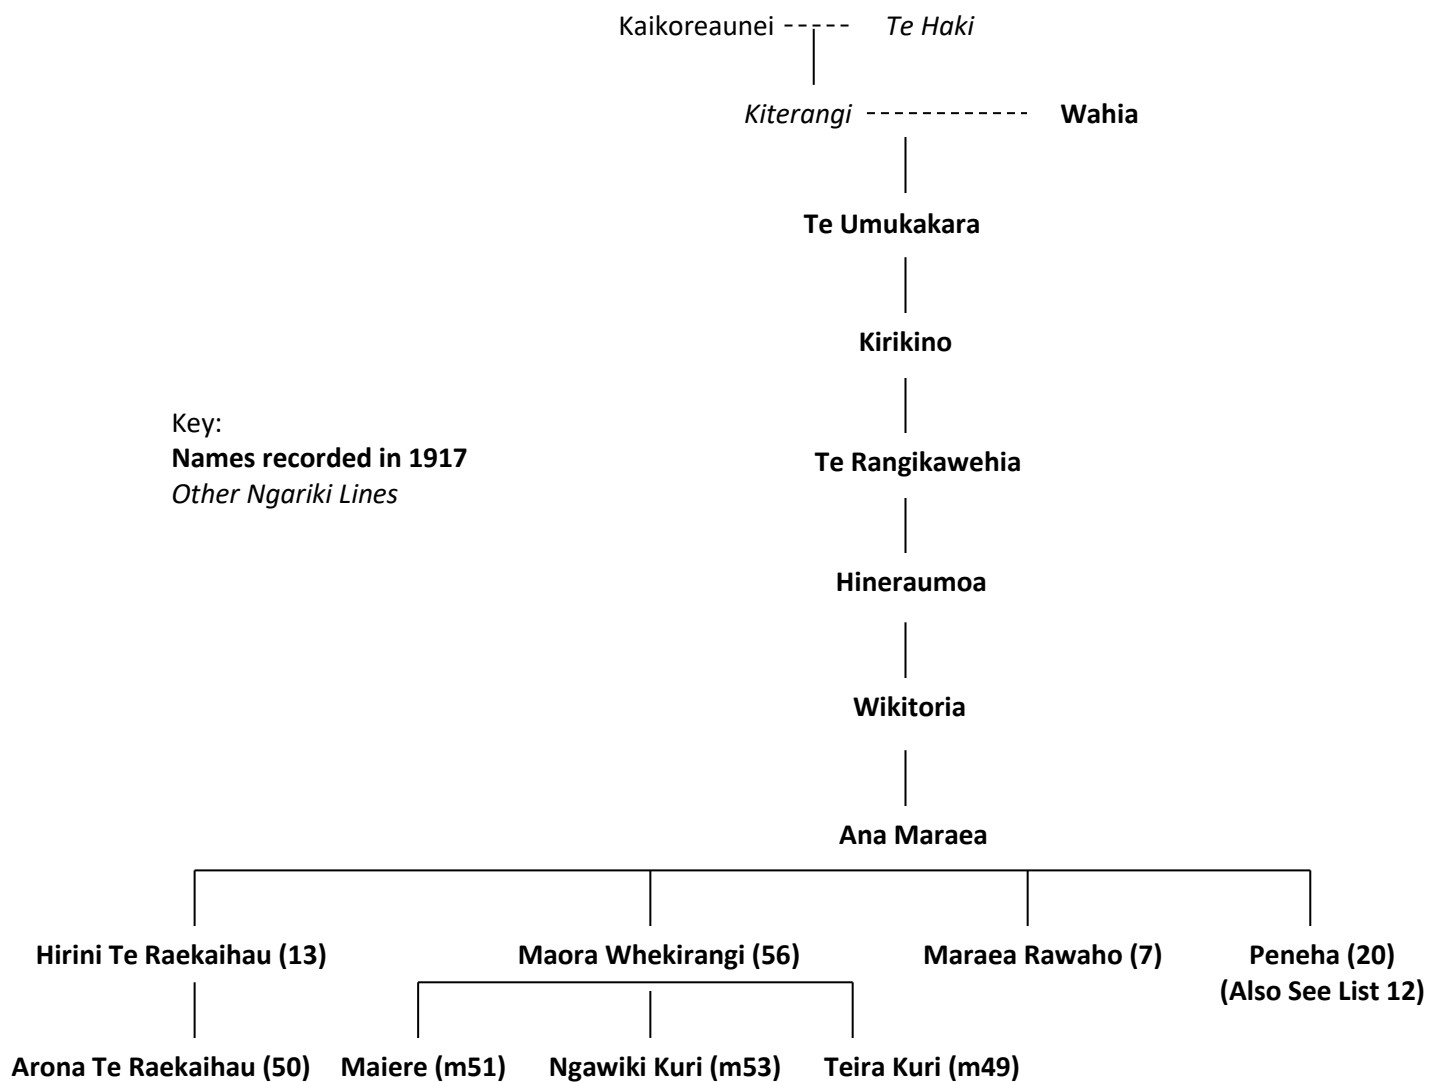 Kaikoreaunei ----- Te Haki
Kiterangi ------------ Wahia
Te Umukakara
Kirikino
Key:
Names recorded in 1917
Other Ngariki Lines
Te Rangikawehia
Hineraumoa
Wikitoria
Ana Maraea
Hirini Te Raekaihau (13) Maora Whekirangi (56) Maraea Rawaho (7) Peneha (20)
(Also See List 12)
Arona Te Raekaihau (50) Maiere (m51) Ngawiki Kuri (m53) Teira Kuri (m49)